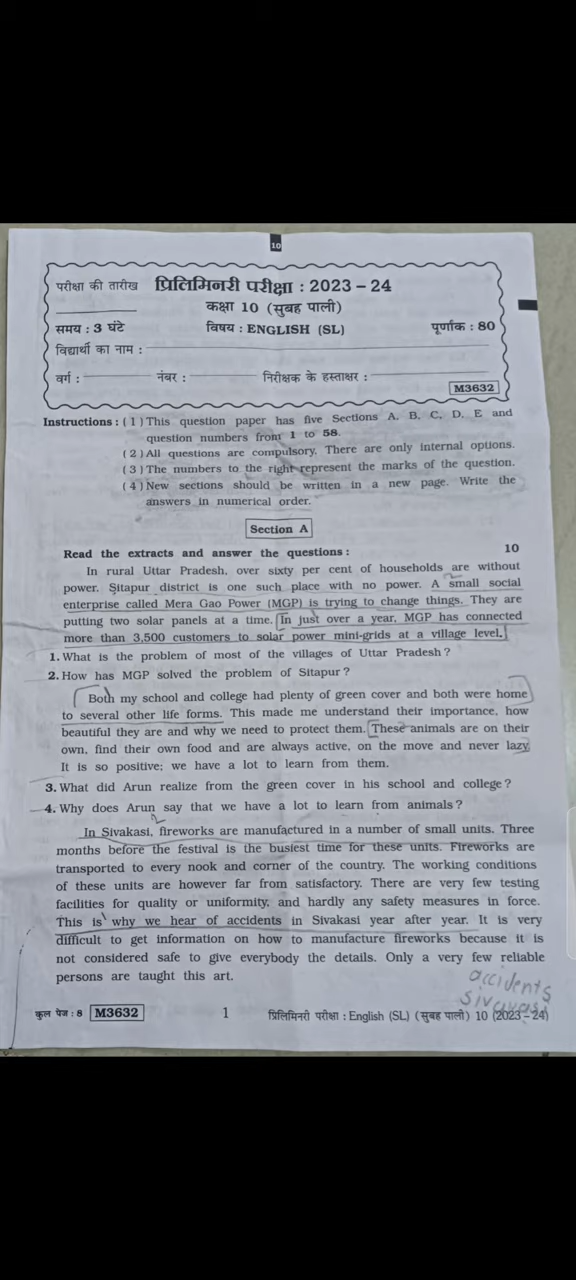 10
परीक्षा की तारीख प्रिलिमिनरी परीक्षा : 2023 – 24
कक्षा 10 (सुबह पाली)
समय : 3 घंटे विषय : ENGLISH (SL) पूर्णांक : 80
विद्यार्थी का नाम :
वर्ग : नंबर : निरीक्षक के हस्ताक्षर :
M3632
Instructions : ( 1 ) This question paper has five Sections A, B, C, D, E and
question numbers from 1 to 58.
( 2 ) All questions are compulsory. There are only internal options.
( 3 ) The numbers to the right represent the marks of the question.
( 4 ) New sections should be written in a new page. Write the
answers in numerical order.
Section A
Read the extracts and answer the questions : 10
In rural Uttar Pradesh, over sixty per cent of households are without
power. Sitapur district is one such place with no power. A small social
enterprise called Mera Gao Power (MGP) is trying to change things. They are
putting two solar panels at a time. In just over a year, MGP has connected
more than 3,500 customers to solar power mini-grids at a village level.
1. What is the problem of most of the villages of Uttar Pradesh ?
2. How has MGP solved the problem of Sitapur ?
Both my school and college had plenty of green cover and both were home
to several other life forms. This made me understand their importance, how
beautiful they are and why we need to protect them. These animals are on their
own, find their own food and are always active, on the move and never lazy.
It is so positive; we have a lot to learn from them.
3. What did Arun realize from the green cover in his school and college ?
4. Why does Arun say that we have a lot to learn from animals ?
In Sivakasi, fireworks are manufactured in a number of small units. Three
months before the festival is the busiest time for these units. Fireworks are
transported to every nook and corner of the country. The working conditions
of these units are however far from satisfactory. There are very few testing
facilities for quality or uniformity, and hardly any safety measures in force.
This is why we hear of accidents in Sivakasi year after year. It is very
difficult to get information on how to manufacture fireworks because it is
not considered safe to give everybody the details. Only a very few reliable
persons are taught this art.
accidents
कुल पेज : 8 M3632 1 प्रिलिमिनरी परीक्षा : English (SL) (सुबह पाली) 10 (2023 – 24)